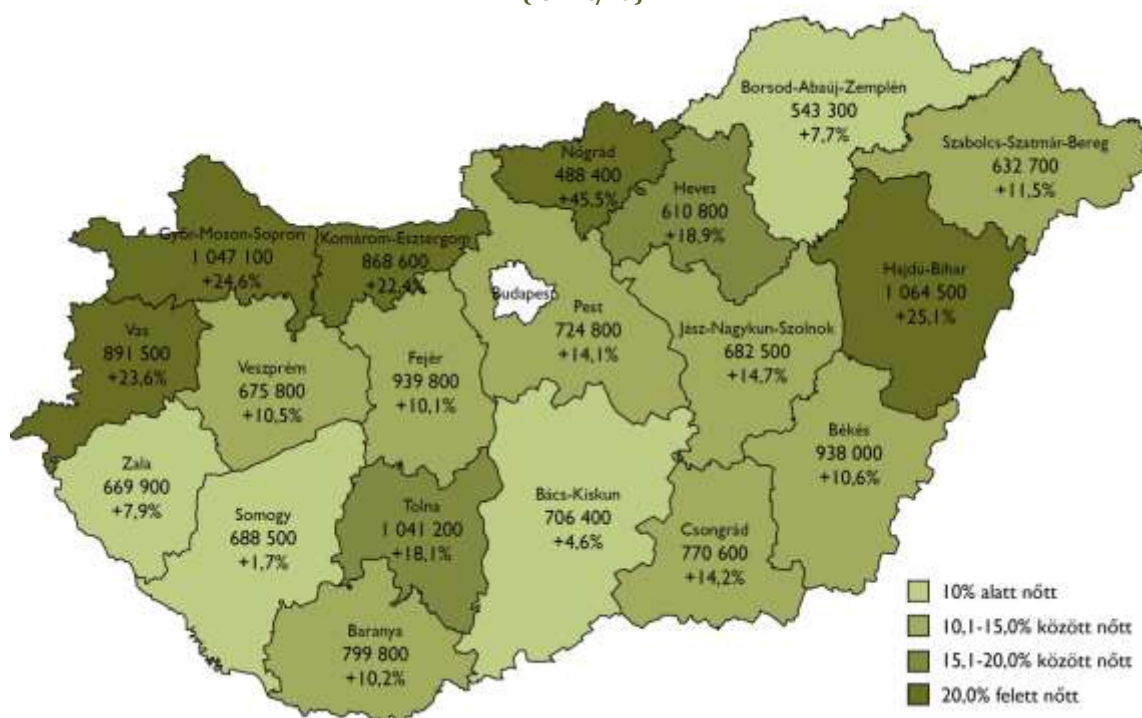 Borsod-Abaúj-Zemplén
543 300
+7,7%
Szabolcs-Szatmár-Bereg
632 700
+11,5%
Nógrád
488 400
+45,5%
Heves
610 800
+18,9%
Győr-Moson-Sopron
1 047 100
+24,6%
Komárom-Esztergom
868 600
+22,4%
Budapest
Hajdú-Bihar
1 064 500
+25,1%
Pest
724 800
+14,1%
Jász-Nagykun-Szolnok
682 500
+14,7%
Vas
891 500
+23,6%
Veszprém
675 800
+10,5%
Fejér
939 800
+10,1%
Békés
938 000
+10,6%
Zala
669 900
+7,9%
Somogy
688 500
+1,7%
Tolna
1 041 200
+18,1%
Bács-Kiskun
706 400
+4,6%
Csongrád
770 600
+14,2%
Baranya
799 800
+10,2%
10% alatt nőtt
10,1-15,0% között nőtt
15,1-20,0% között nőtt
20,0% felett nőtt